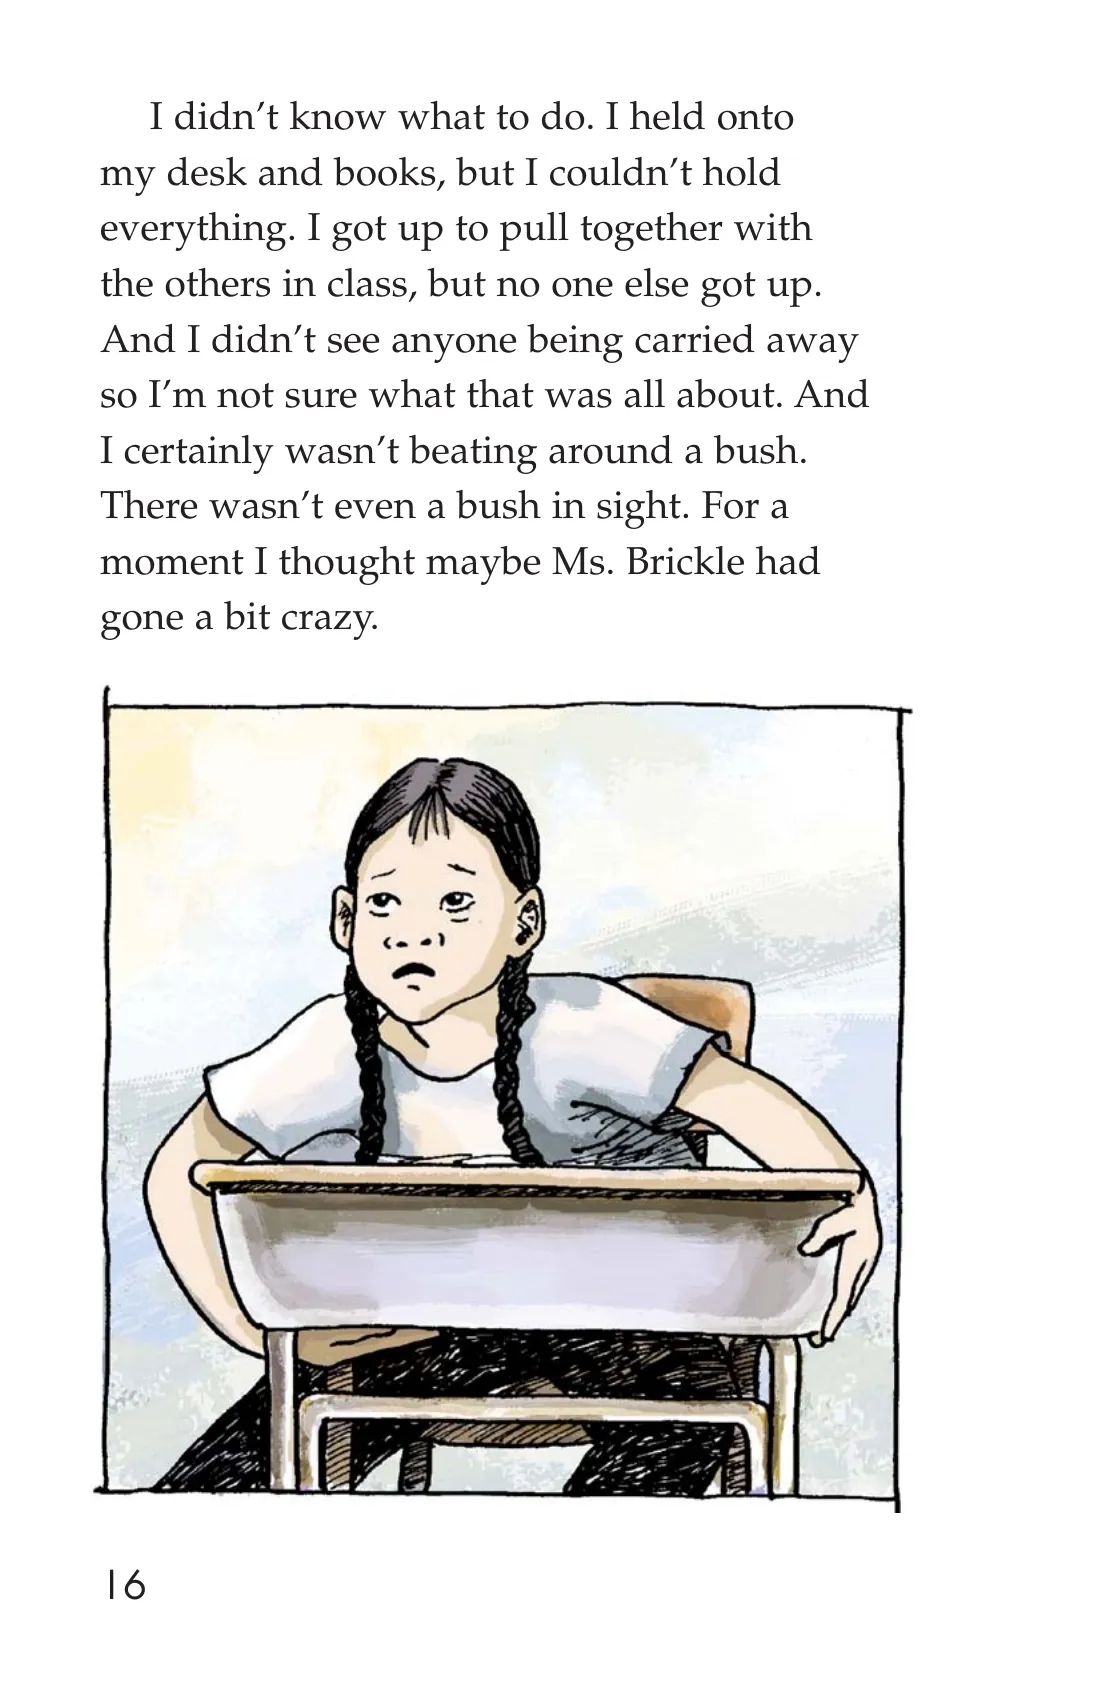 I didn’t know what to do. I held onto
my desk and books, but I couldn’t hold
everything. I got up to pull together with
the others in class, but no one else got up.
And I didn’t see anyone being carried away
so I’m not sure what that was all about. And
I certainly wasn’t beating around a bush.
There wasn’t even a bush in sight. For a
moment I thought maybe Ms. Brickle had
gone a bit crazy.
16